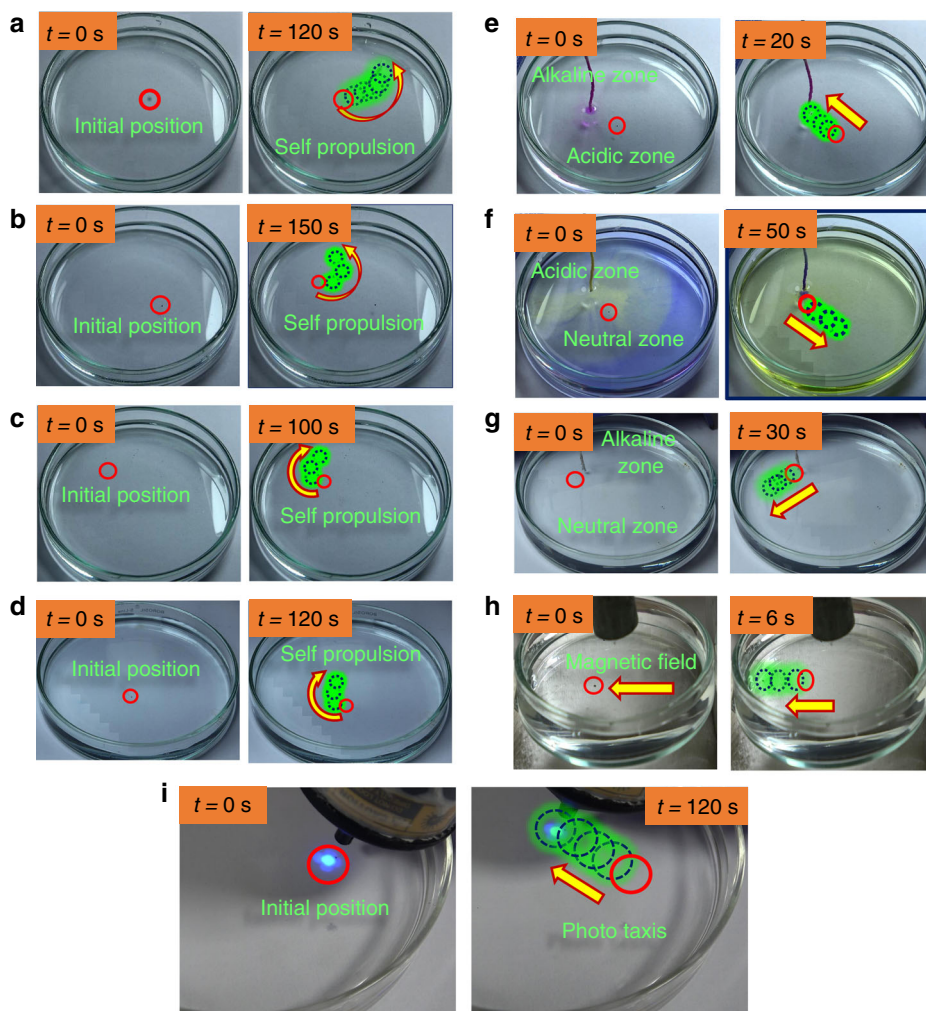 a
t = 0 s
Initial position
t = 120 s
Self propulsion
b
t = 0 s
Initial position
t = 150 s
Self propulsion
c
t = 0 s
Initial position
t = 100 s
Self propulsion
d
t = 0 s
Initial position
t = 120 s
Self propulsion
e
t = 0 s
Alkaline zone
Acidic zone
t = 20 s
f
t = 0 s
Acidic zone
Neutral zone
t = 50 s
g
t = 0 s
Alkaline
zone
Neutral zone
t = 30 s
h
t = 0 s
Magnetic field
t = 6 s
i
t = 0 s
Initial position
t = 120 s
Photo taxis